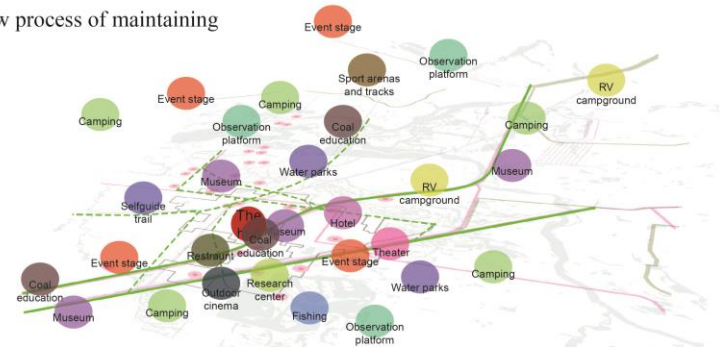 w process of maintaining
Event stage
Observation
platform
Sport arenas
and tracks
RV
campground
Event stage
Camping
Camping
Observation
platform
Coal
education
Camping
Water parks
Museum
Museum
RV
campground
Selfguide
trail
The
Hotel
seum
Coal
education
Restraunt
Event stage
Theater
Event stage
Coal
education
Outdoor
cinema
Research
center
Water parks
Camping
Museum
Camping
Fishing
Observation
platform